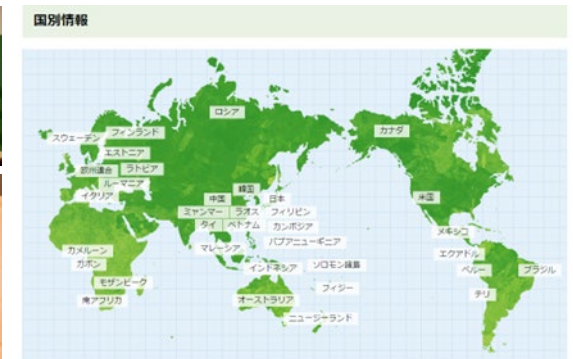 国別情報
ロシア
カナダ
スウェーデン
フィンランド
エストニア
欧州連合
ラトビア
ルーマニア
イタリア
韓国
中国
日本
米国
ミャンマー
ラオス
フィリピン
タイ
ベトナム
カンボジア
メキシコ
マレーシア
パプアニューギニア
カメルーン
ガボン
エクアドル
インドネシア
ソロモン諸島
ペルー
ブラジル
モザンビーク
フィジー
南アフリカ
オーストラリア
チリ
ニュージーランド